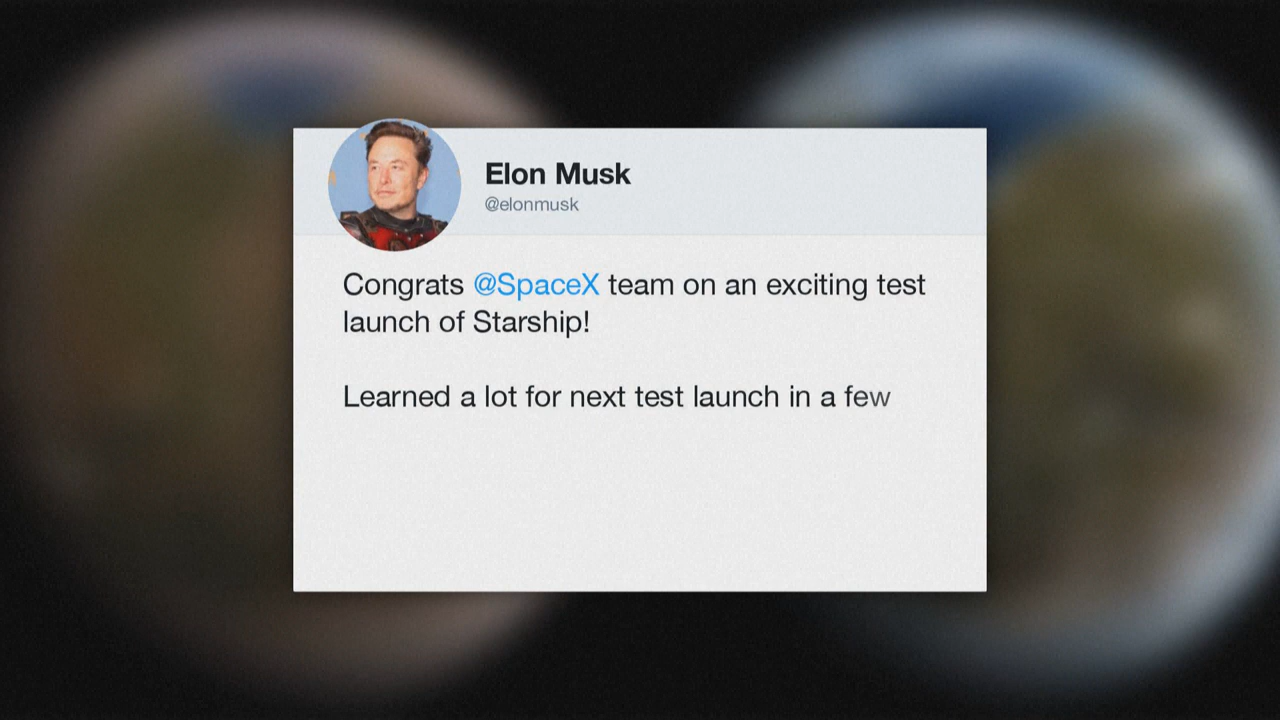 Elon Musk
@elonmusk
Congrats @SpaceX team on an exciting test
launch of Starship!
Learned a lot for next test launch in a few